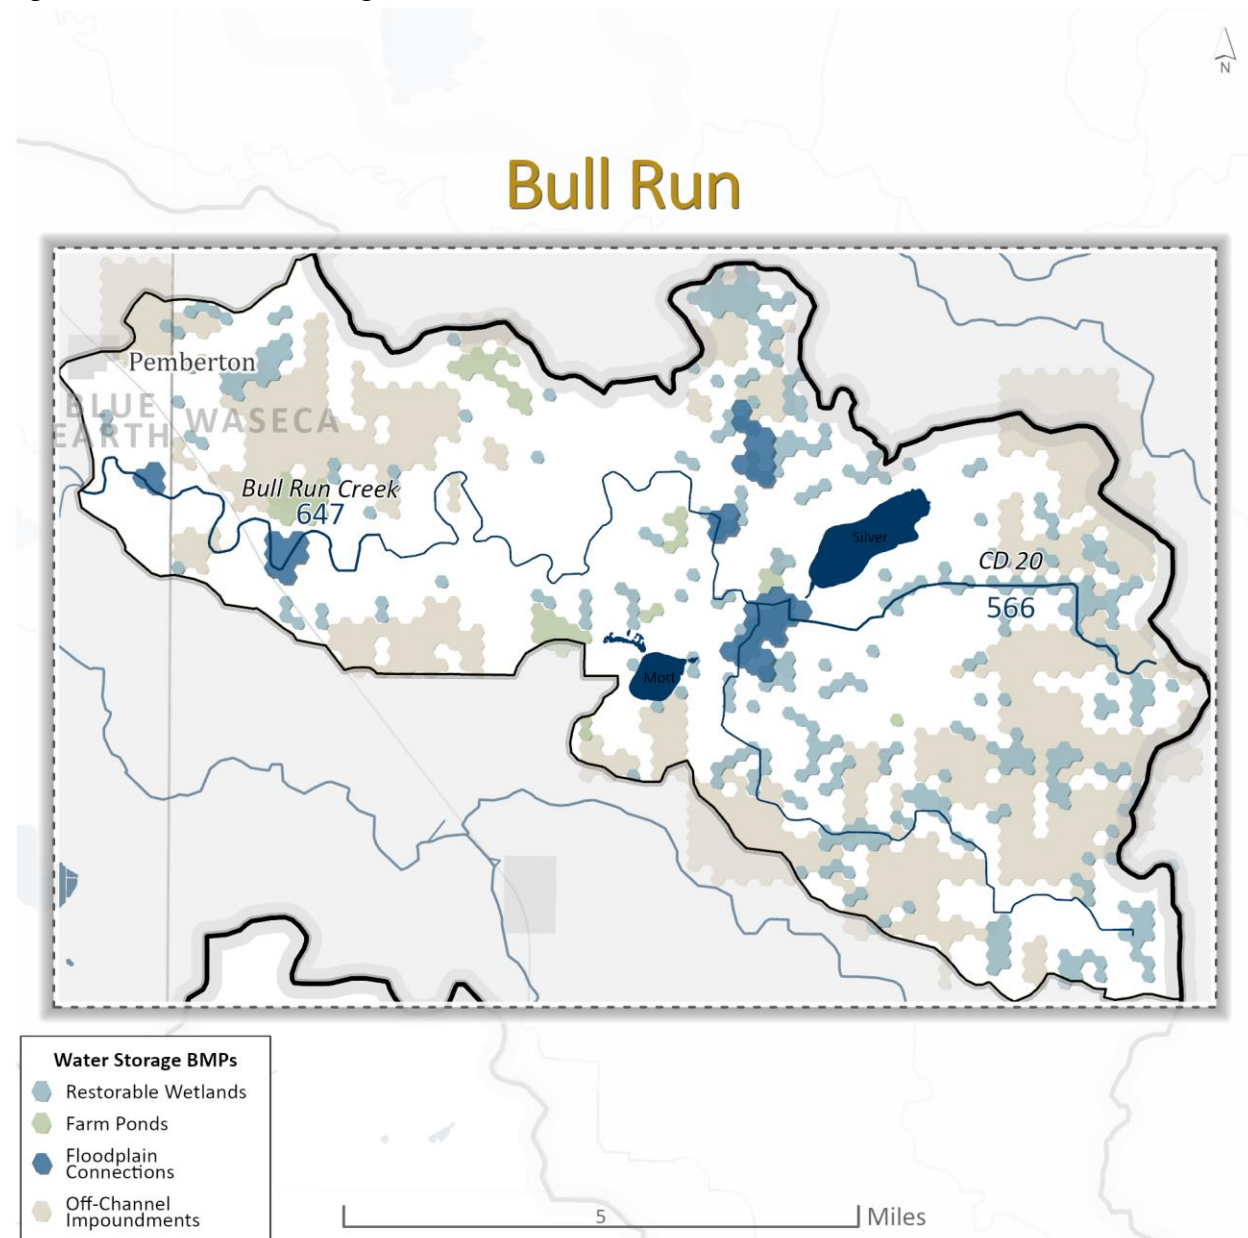 N
Bull Run
Pemberton
BLUE
EARTH
WASECA
Bull Run Creek
647
Silver
CD 20
566
Mott
Water Storage BMPs
Restorable Wetlands
Farm Ponds
Floodplain
Connections
Off-Channel
Impoundments
5
Miles